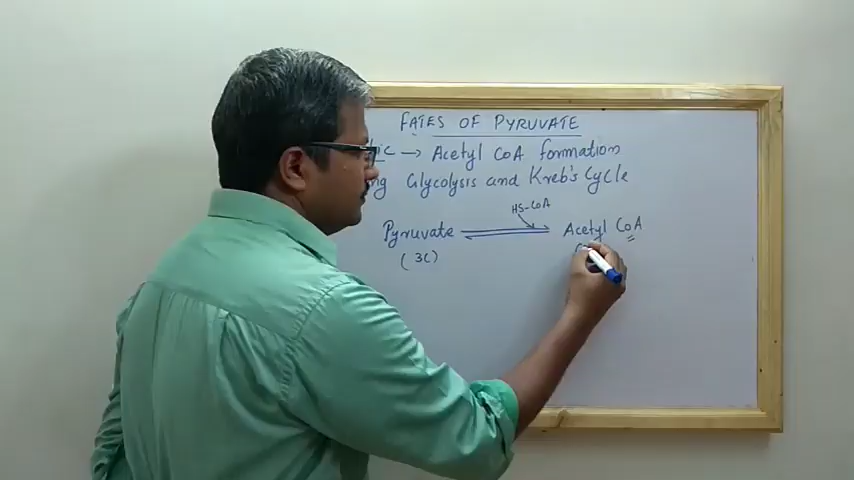 FATES OF PYRUVATE
→ Acetyl CoA formation
Glycolysis and Kreb's Cycle
HS-CoA
Pyruvate ⇌ Acetyl CoA
(3C)